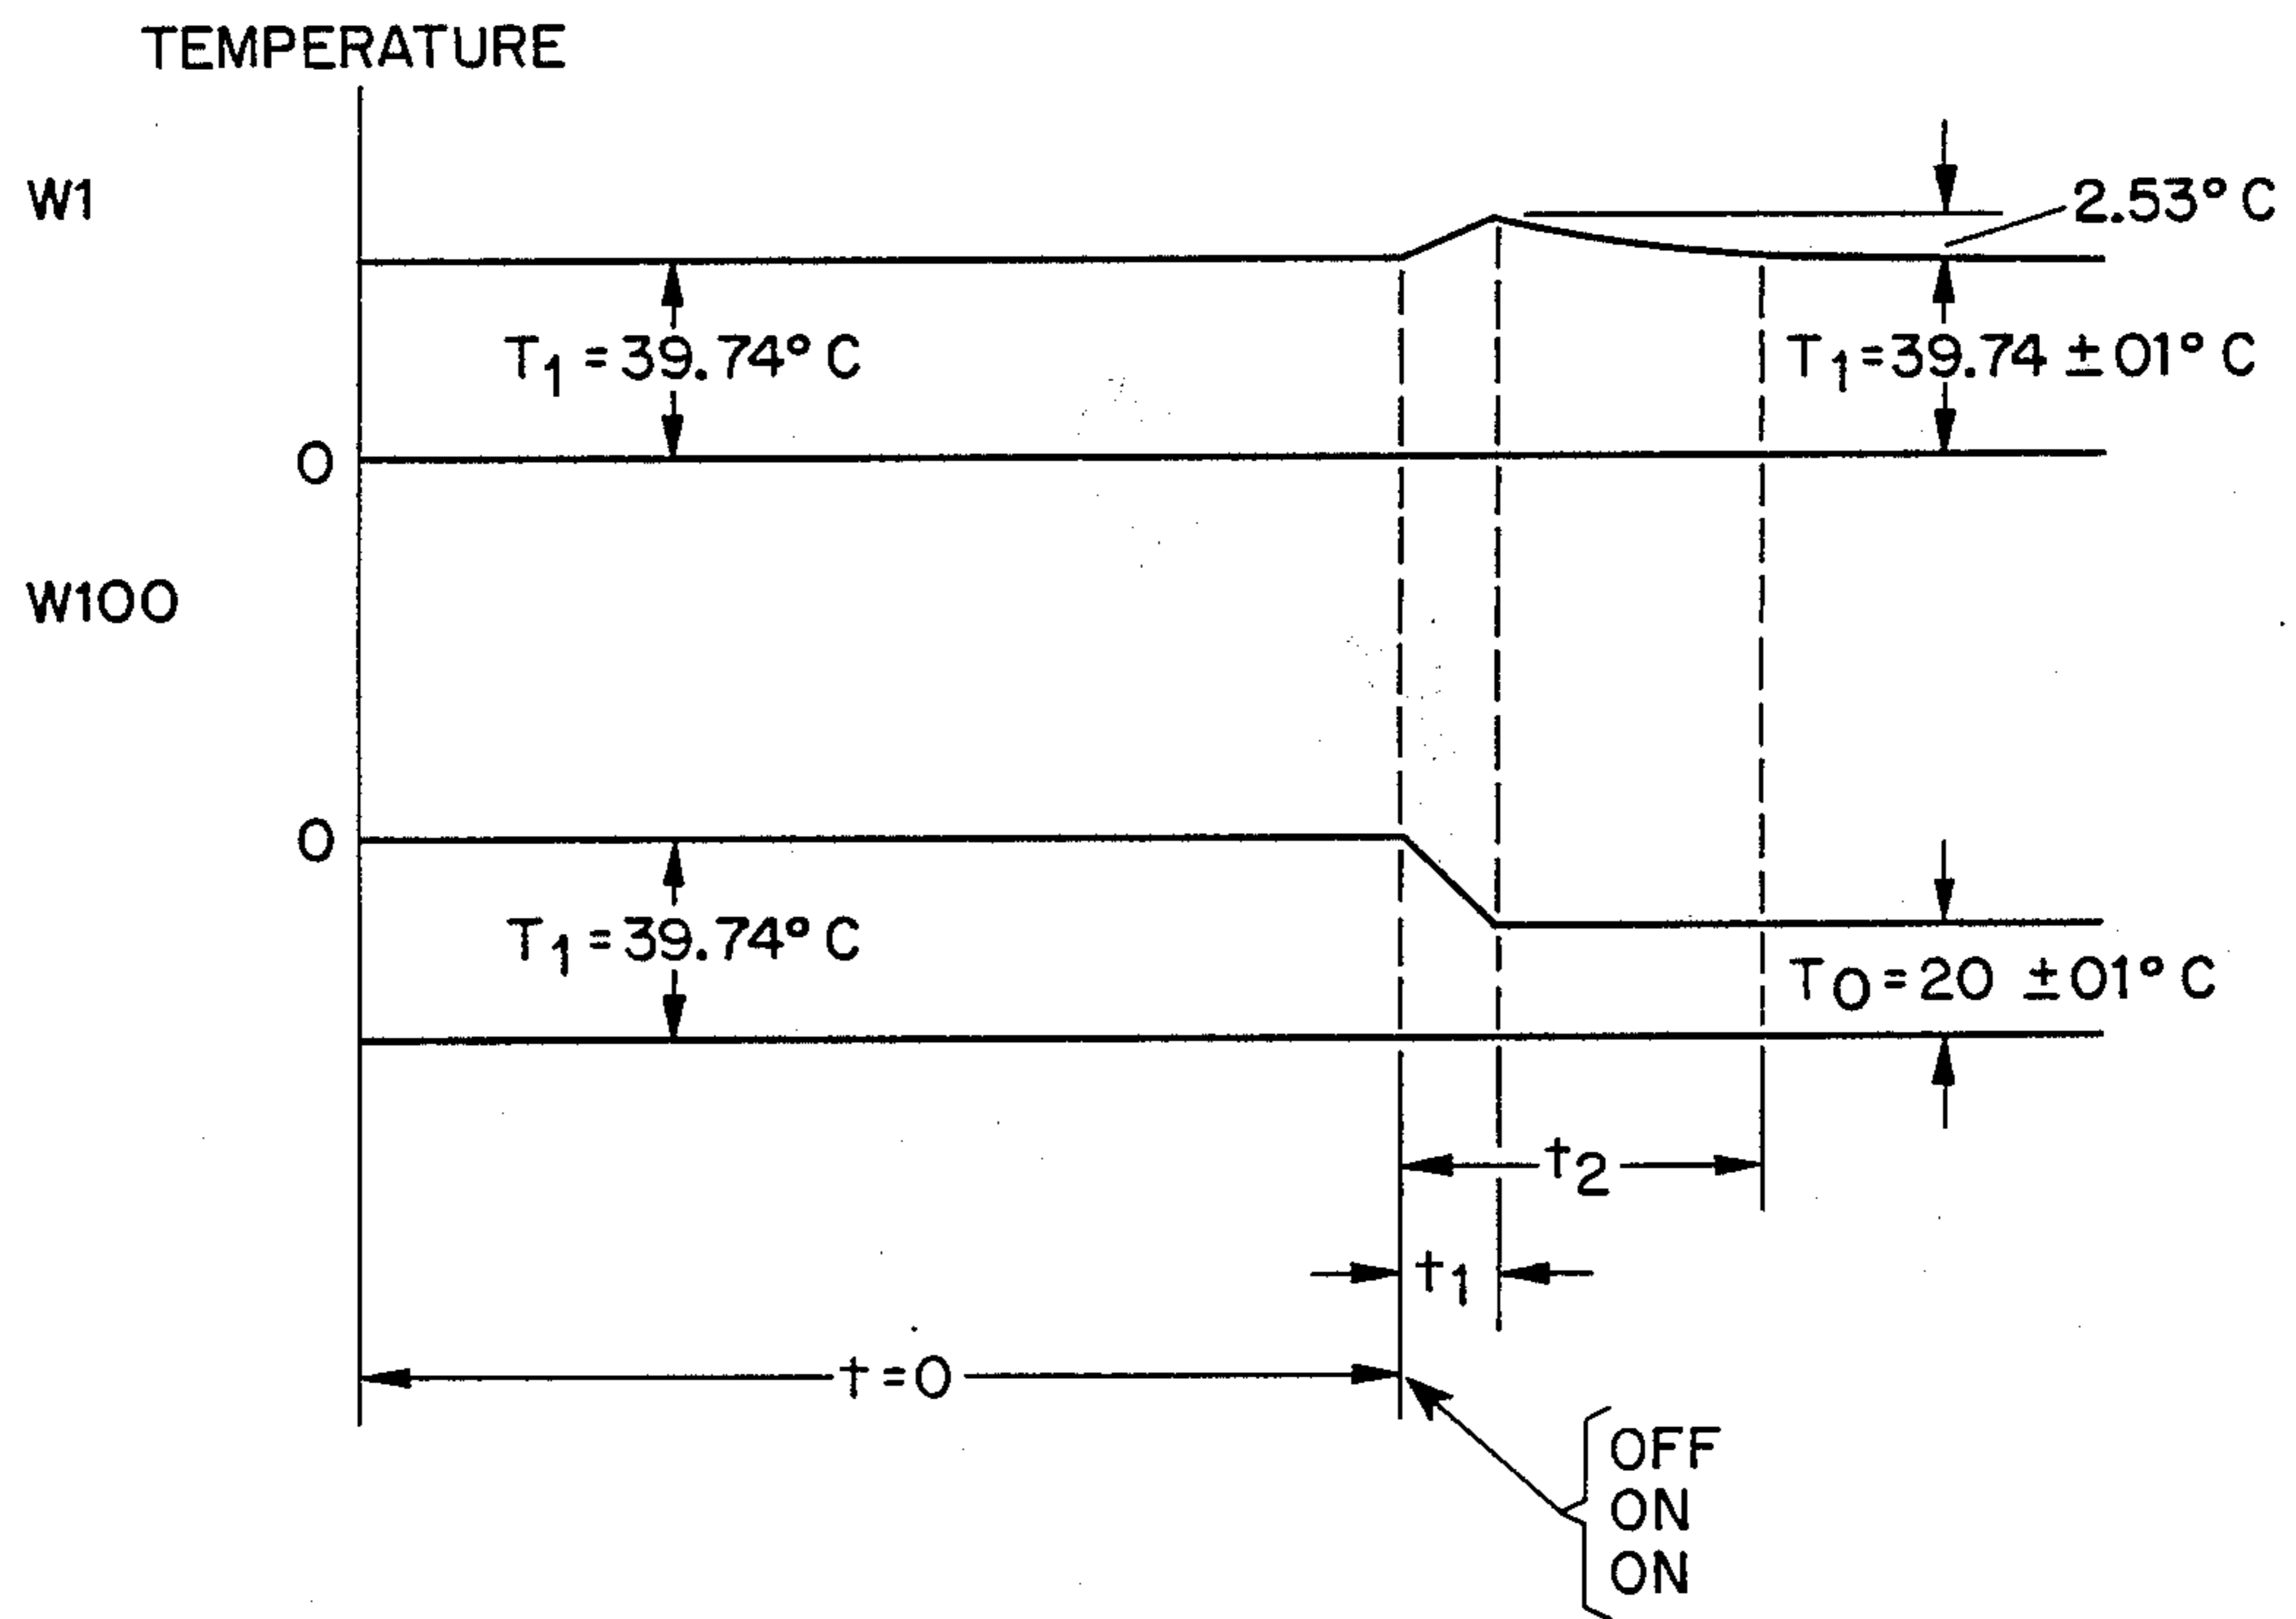 TEMPERATURE
W1
2.53° C
T1 = 39.74° C
T1 = 39.74 ± 01° C
0
W100
0
T1 = 39.74° C
T0 = 20 ± 01° C
t2
t1
t = 0
OFF
ON
ON